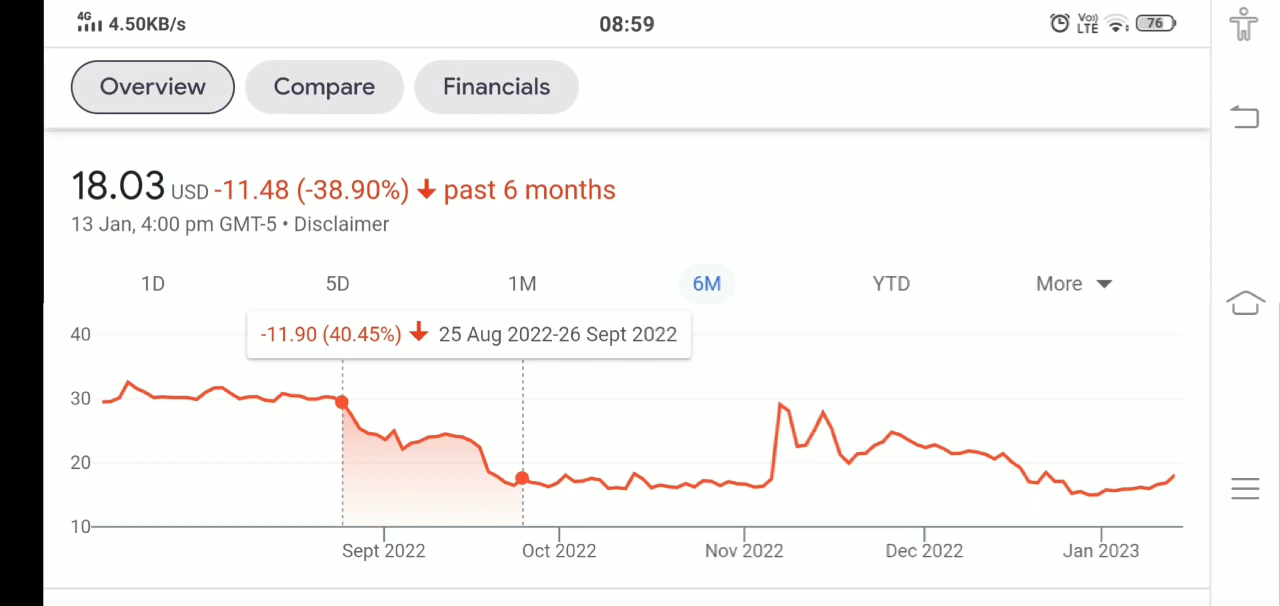 4G 4.50KB/s 08:59 Vo)) LTE 76
Overview Compare Financials
18.03 USD -11.48 (-38.90%) ↓ past 6 months
13 Jan, 4:00 pm GMT-5 • Disclaimer
1D 5D 1M 6M YTD More
-11.90 (40.45%) ↓ 25 Aug 2022-26 Sept 2022
40
30
20
10
Sept 2022 Oct 2022 Nov 2022 Dec 2022 Jan 2023